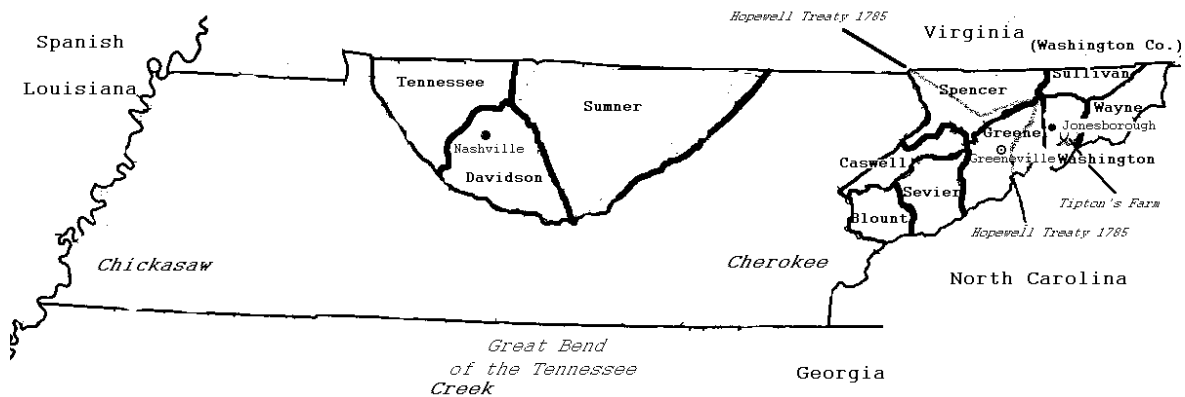 Hopewell Treaty 1785
Spanish
Virginia
(Washington Co.)
Louisiana
Tennessee
Sumner
Spencer
Sullivan
Wayne
Nashville
Greene
Jonesborough
Davidson
Caswell
Greeneville
Washington
Sevier
Tipton's Farm
Blount
Hopewell Treaty 1785
Chickasaw
Cherokee
North Carolina
Great Bend
of the Tennessee
Creek
Georgia